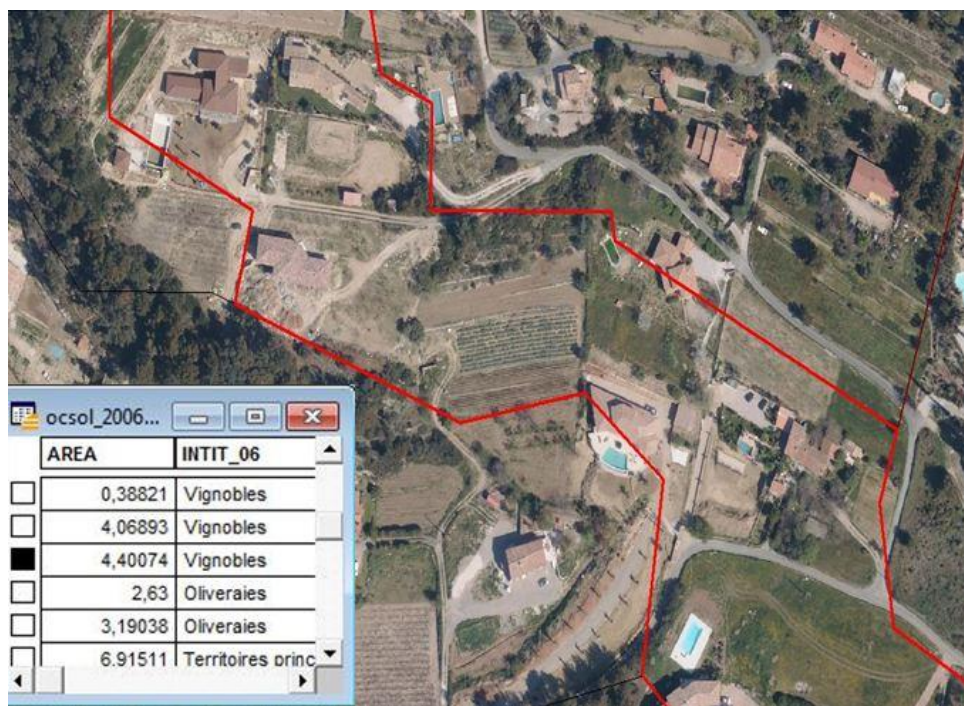 ocsol_2006...
AREA INTIT_06
0,38821 Vignobles
4,06893 Vignobles
4,40074 Vignobles
2,63 Oliveraies
3,19038 Oliveraies
6,91511 Territoires princ